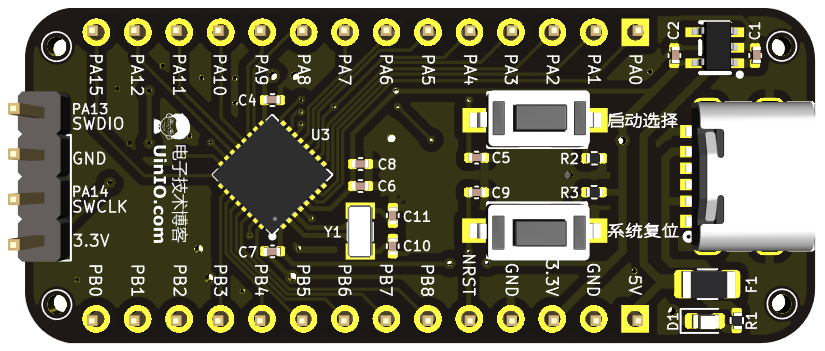 PA15
PA12
PA11
PA10
PA9
PA8
PA7
PA6
PA5
PA4
PA3
PA2
PA1
PA0
C2
C1
PA13
SWDIO
GND
PA14
SWCLK
3.3V
UinIO.com
电子技术博客
C4
U3
C7
C8
C6
Y1
C11
C10
C5
C9
R2
R3
启动选择
系统复位
PB0
PB1
PB2
PB3
PB4
PB5
PB6
PB7
PB8
NRST
GND
3.3V
GND
5V
F1
D1
R1